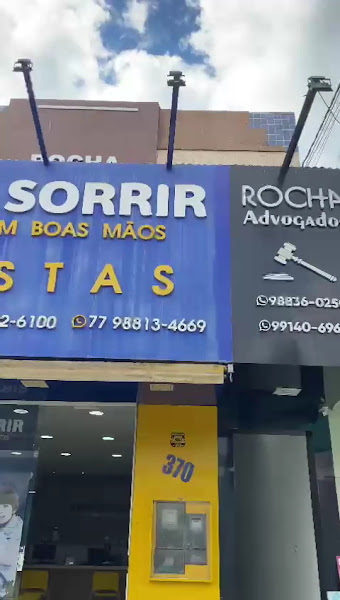 ROCHA
SORRIR
M BOAS MÃOS
STAS
2-6100 77 98813-4669
ROCHA
Advogado
98836-025
99140-696
RIR
370